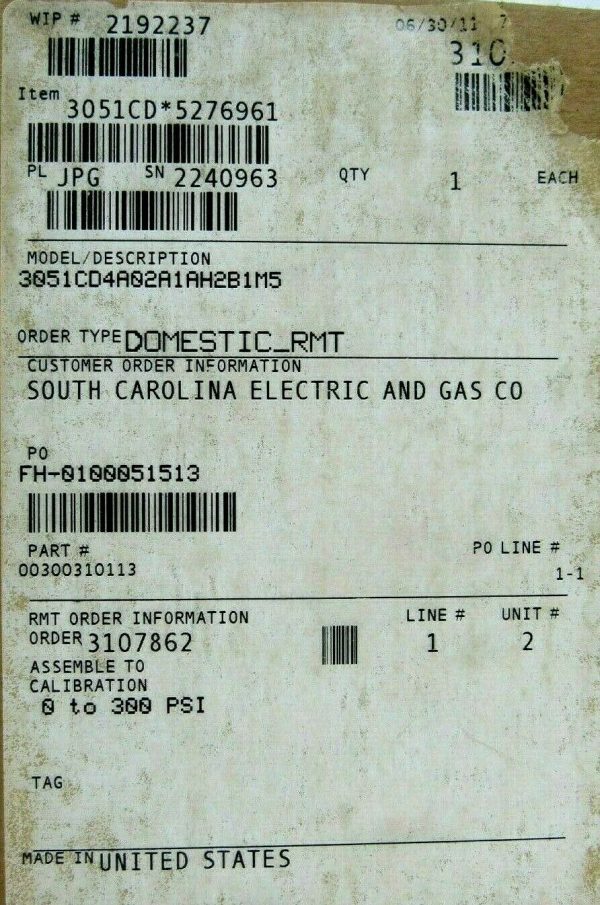 WIP # 2192237 06/30/11
310
Item 3051CD*5276961
PL JPG SN 2240963 QTY 1 EACH
MODEL/DESCRIPTION
3051CD4A02A1AH2B1M5
ORDER TYPE DOMESTIC_RMT
CUSTOMER ORDER INFORMATION
SOUTH CAROLINA ELECTRIC AND GAS CO
PO
FH-0100051513
PART # PO LINE #
00300310113 1-1
RMT ORDER INFORMATION LINE # UNIT #
ORDER 3107862 1 2
ASSEMBLE TO
CALIBRATION
0 to 300 PSI
TAG
MADE IN UNITED STATES